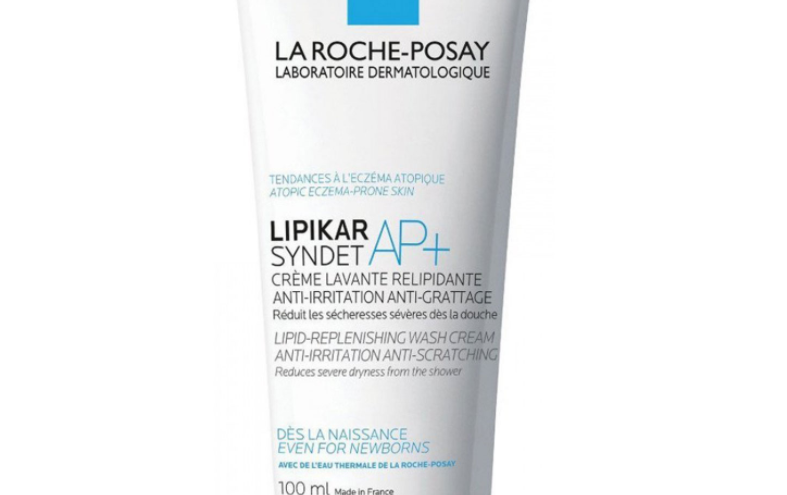 LA ROCHE-POSAY
LABORATOIRE DERMATOLOGIQUE
TENDANCES À L'ECZÉMA ATOPIQUE
ATOPIC ECZEMA-PRONE SKIN
LIPIKAR
SYNDET AP+
CRÈME LAVANTE RELIPIDANTE
ANTI-IRRITATION ANTI-GRATTAGE
Réduit les sécheresses sévères dès la douche
LIPID-REPLENISHING WASH CREAM
ANTI-IRRITATION ANTI-SCRATCHING
Reduces severe dryness from the shower
DÈS LA NAISSANCE
EVEN FOR NEWBORNS
AVEC DE L'EAU THERMALE DE LA ROCHE-POSAY
100 ml Made in France